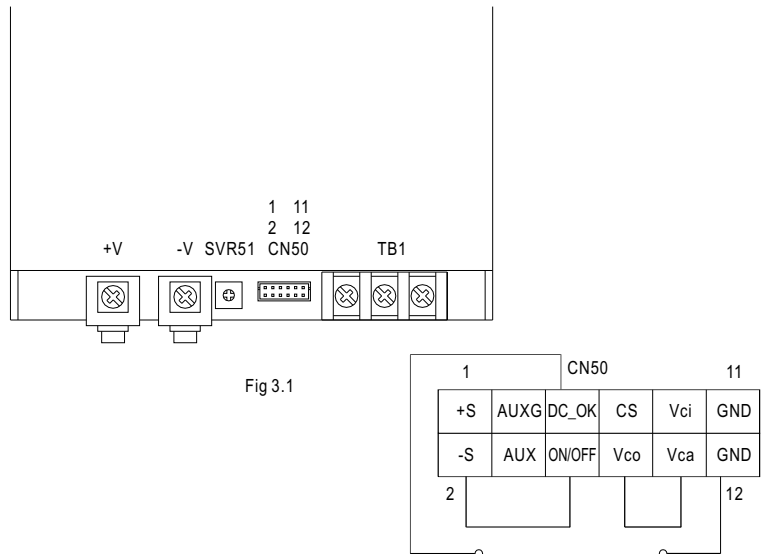 1 11
2 12
+V -V SVR51 CN50 TB1
Fig 3.1
CN50
1 11
+S AUXG DC_OK CS Vci GND
-S AUX ON/OFF Vco Vca GND
2 12